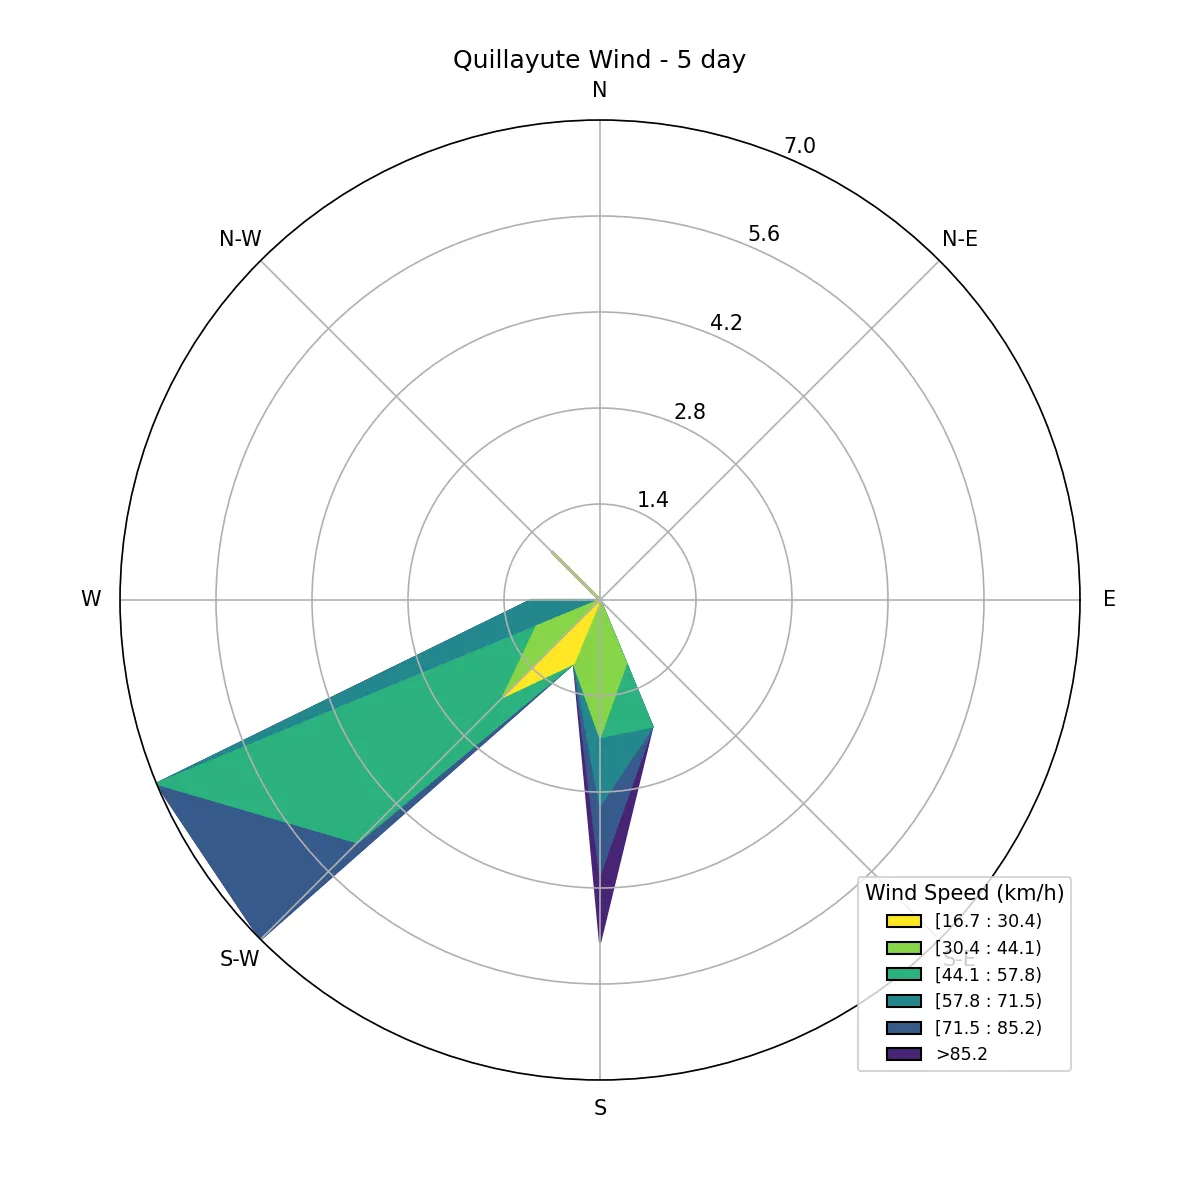 Quillayute Wind - 5 day
N
7.0
N-W
N-E
5.6
4.2
2.8
1.4
W
E
S-W
S-E
Wind Speed (km/h)
[16.7 : 30.4)
[30.4 : 44.1)
[44.1 : 57.8)
[57.8 : 71.5)
[71.5 : 85.2)
>85.2
S